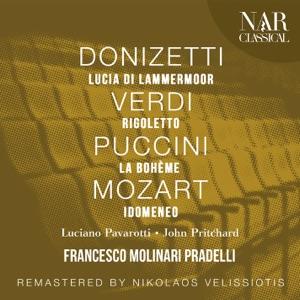 NAR
CLASSICAL
DONIZETTI
LUCIA DI LAMMERMOOR
VERDI
RIGOLETTO
PUCCINI
LA BOHÈME
MOZART
IDOMENEO
Luciano Pavarotti • John Pritchard
FRANCESCO MOLINARI PRADELLI
REMASTERED BY NIKOLAOS VELISSIOTIS